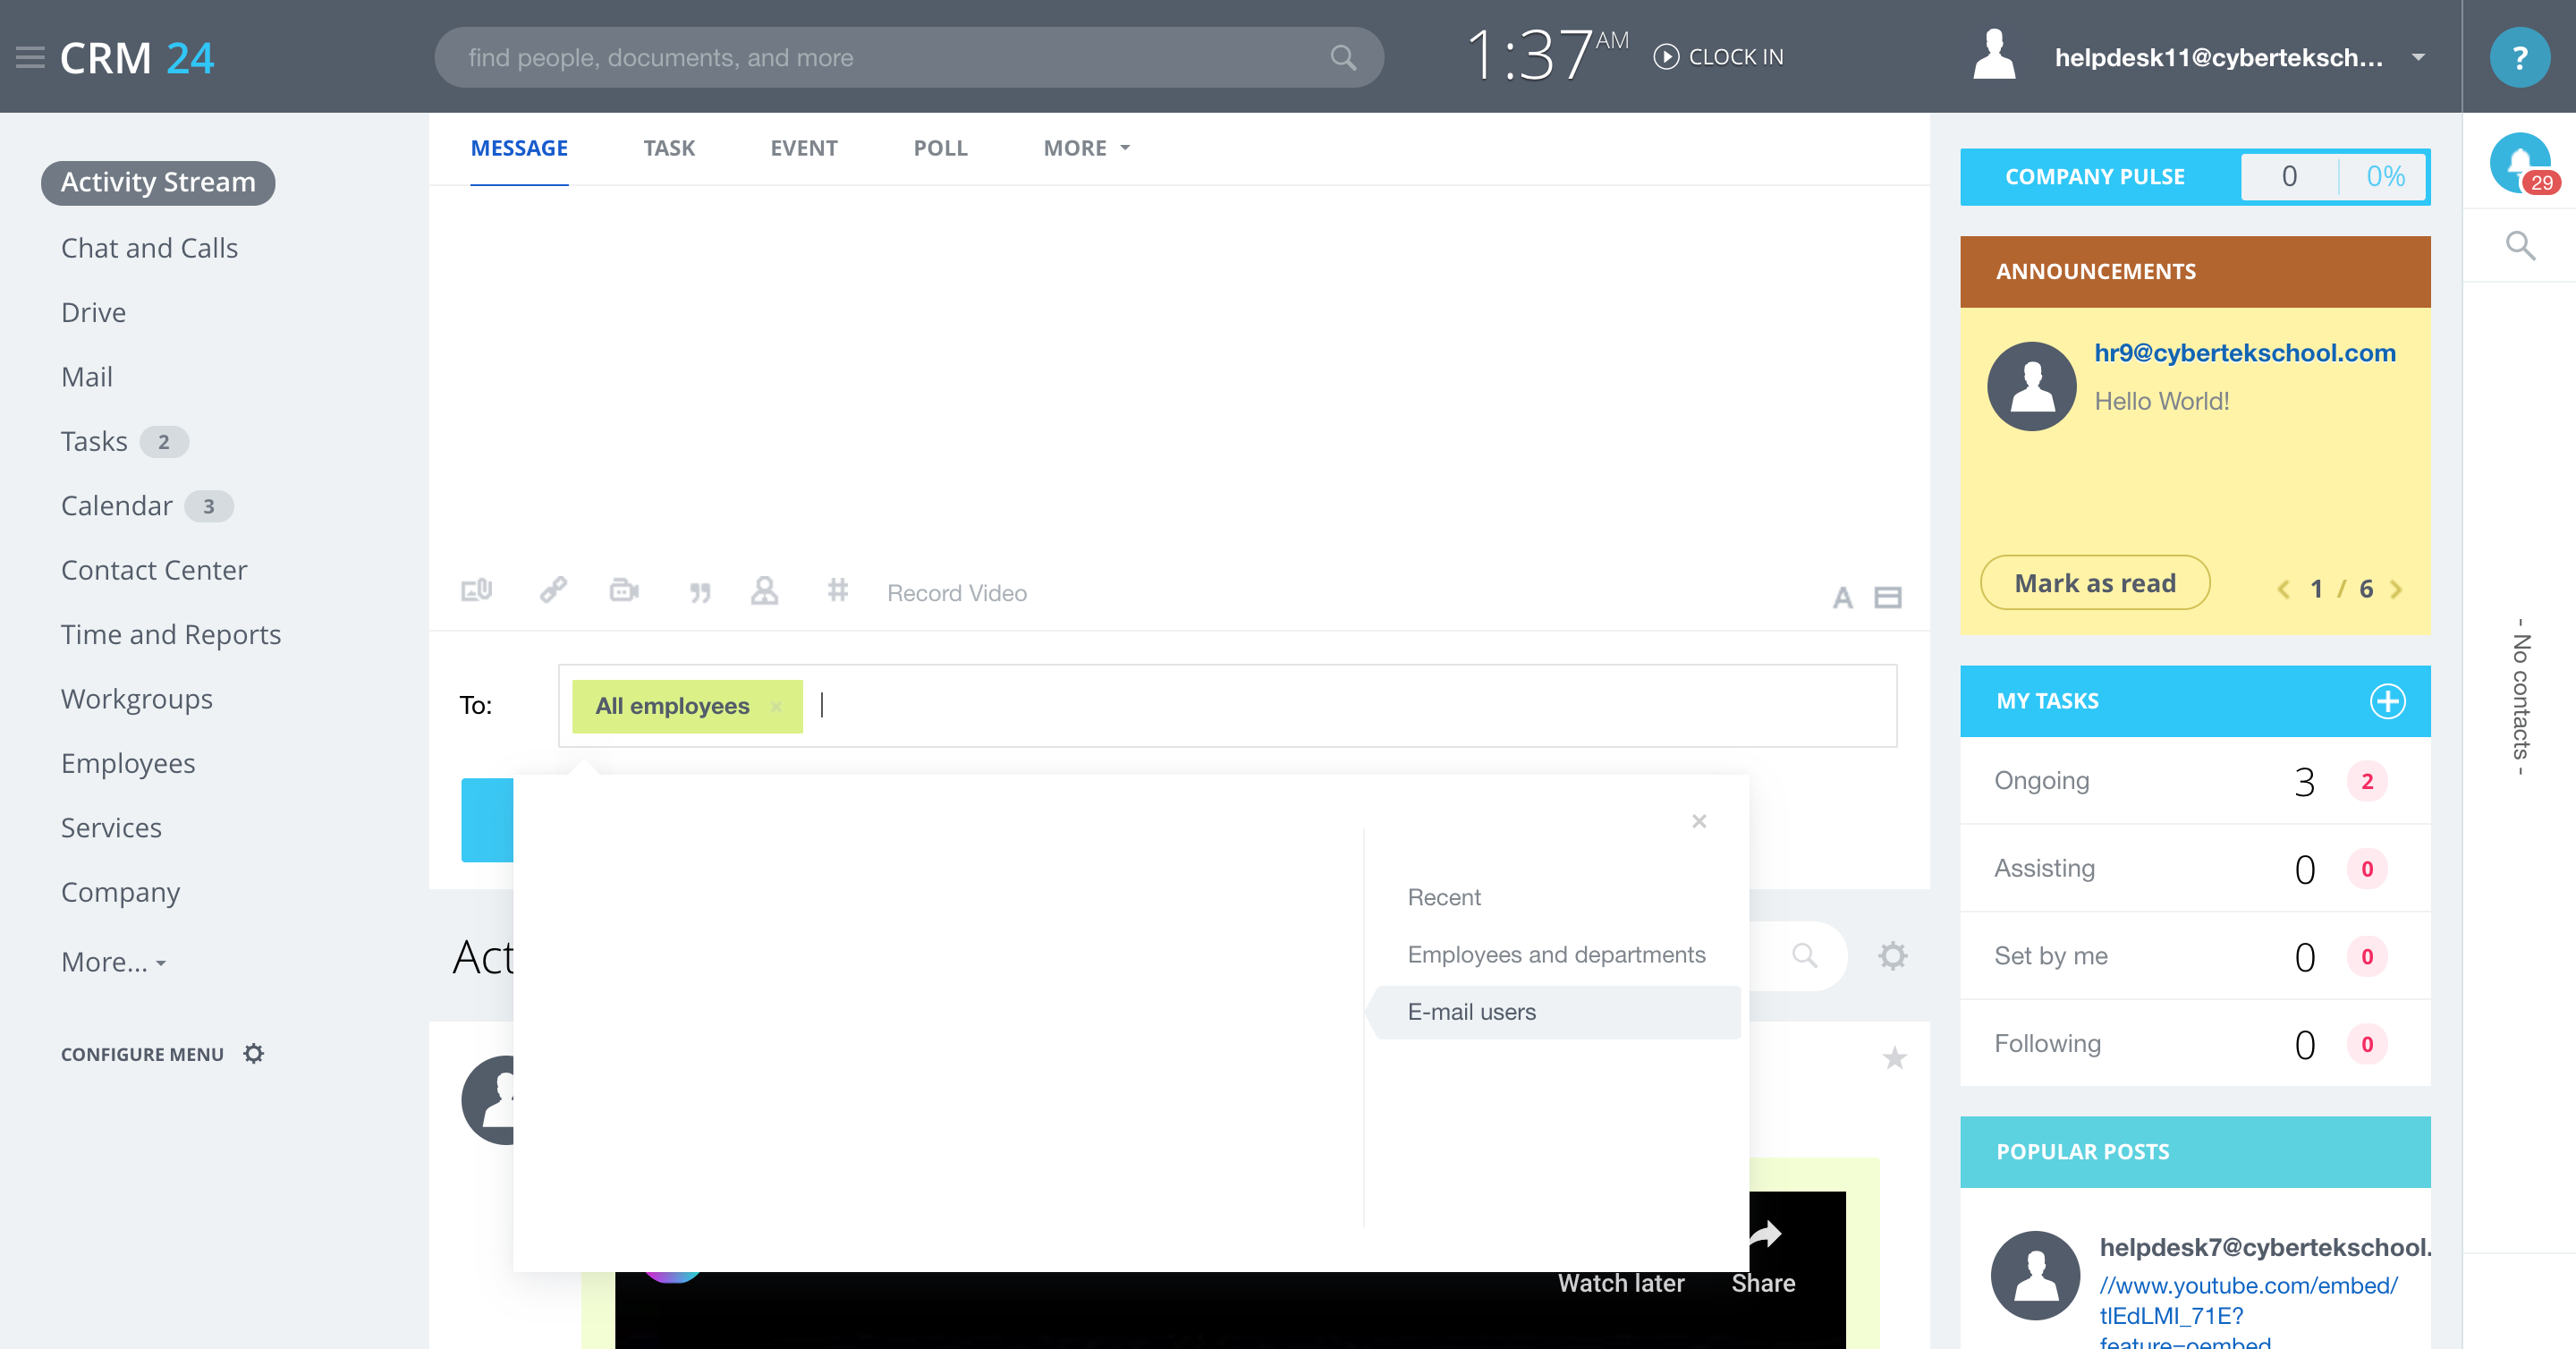 CRM 24
find people, documents, and more
1:37 AM
CLOCK IN
helpdesk11@cyberteksch...
?
Activity Stream
Chat and Calls
Drive
Mail
Tasks 2
Calendar 3
Contact Center
Time and Reports
Workgroups
Employees
Services
Company
More...
CONFIGURE MENU
MESSAGE TASK EVENT POLL MORE
Record Video
A
To: All employees ×
×
Recent
Employees and departments
E-mail users
Act
Watch later Share
COMPANY PULSE 0 0%
ANNOUNCEMENTS
hr9@cybertekschool.com
Hello World!
Mark as read
1 / 6
MY TASKS
Ongoing 3 2
Assisting 0 0
Set by me 0 0
Following 0 0
POPULAR POSTS
helpdesk7@cybertekschool.
//www.youtube.com/embed/
tIEdLMI_71E?
feature=oembed
29
- No contacts -